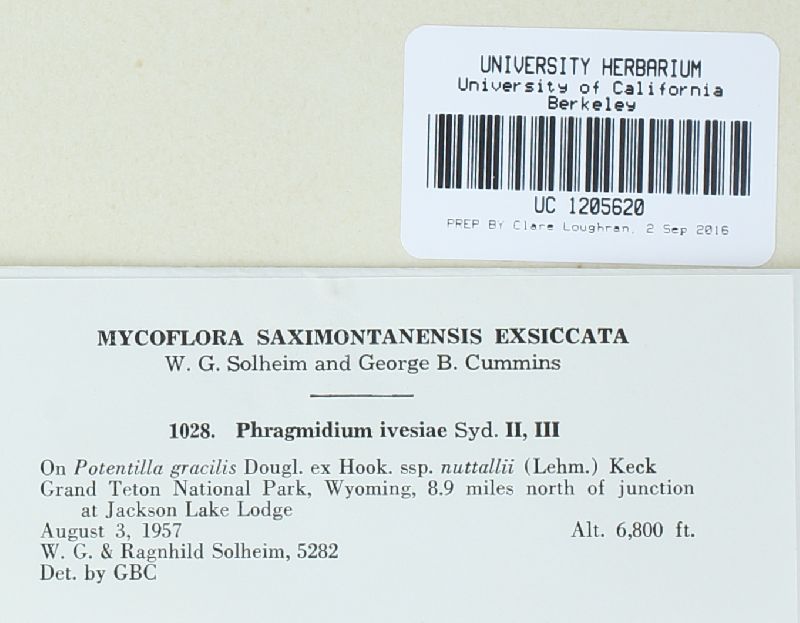 UNIVERSITY HERBARIUM
University of California
Berkeley
UC 1205620
PREP BY Clare Loughran, 2 Sep 2016
MYCOFLORA SAXIMONTANENSIS EXSICCATA
W. G. Solheim and George B. Cummins
1028. Phragmidium ivesiae Syd. II, III
On Potentilla gracilis Dougl. ex Hook. ssp. nuttallii (Lehm.) Keck
Grand Teton National Park, Wyoming, 8.9 miles north of junction
at Jackson Lake Lodge
August 3, 1957 Alt. 6,800 ft.
W. G. & Ragnhild Solheim, 5282
Det. by GBC